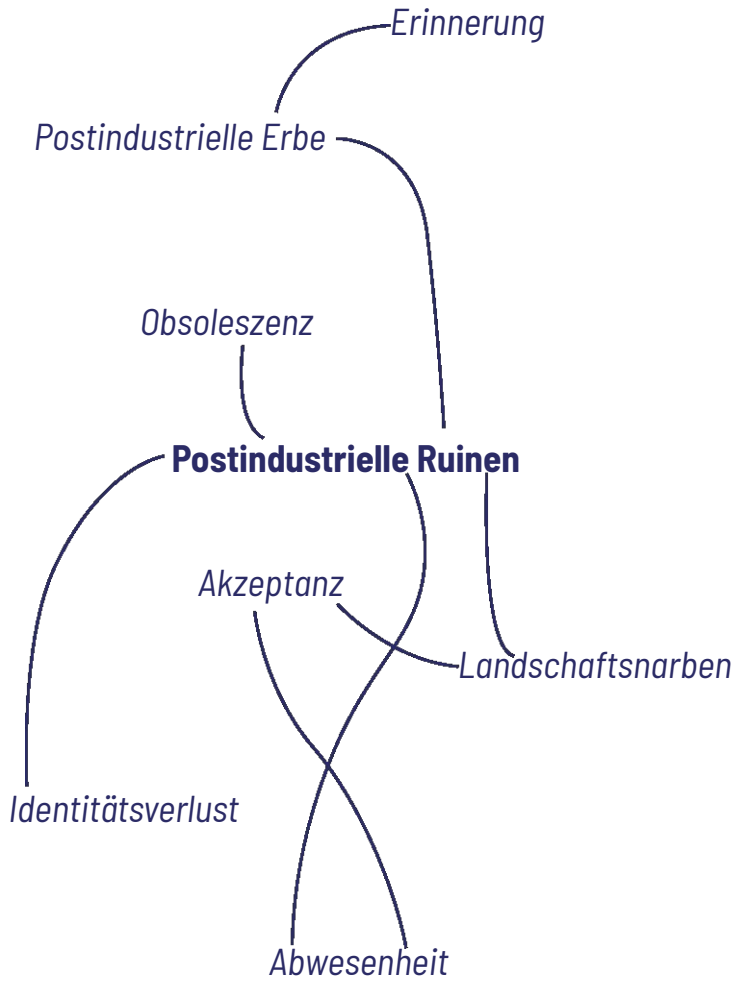 Erinnerung
Postindustrielle Erbe
Obsoleszenz
Postindustrielle Ruinen
Akzeptanz
Landschaftsnarben
Identitätsverlust
Abwesenheit